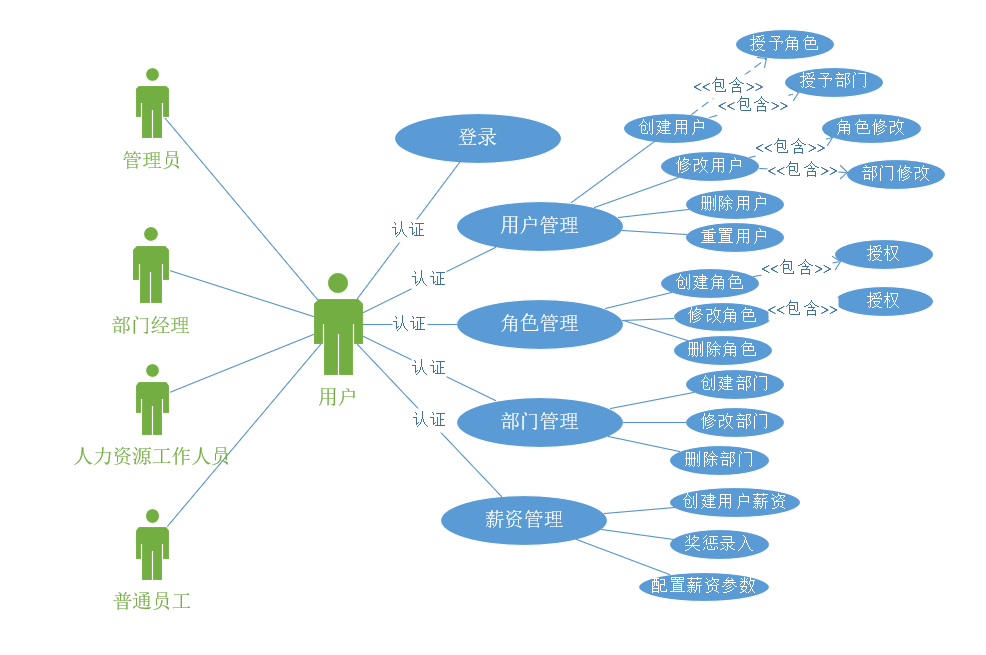 授予角色
授予部门
<<包含>>
<<包含>>
创建用户
登录
角色修改
<<包含>>
修改用户
<<包含>>
部门修改
管理员
删除用户
用户管理
重置用户
认证
授权
<<包含>>
创建角色
认证
授权
<<包含>>
修改角色
角色管理
认证
部门经理
删除角色
认证
创建部门
用户
认证
部门管理
修改部门
人力资源工作人员
删除部门
创建用户薪资
薪资管理
奖惩录入
配置薪资参数
普通员工